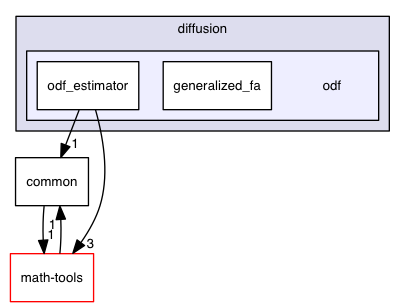 diffusion
odf_estimator
generalized_fa
odf
1
common
1
1
3
math-tools